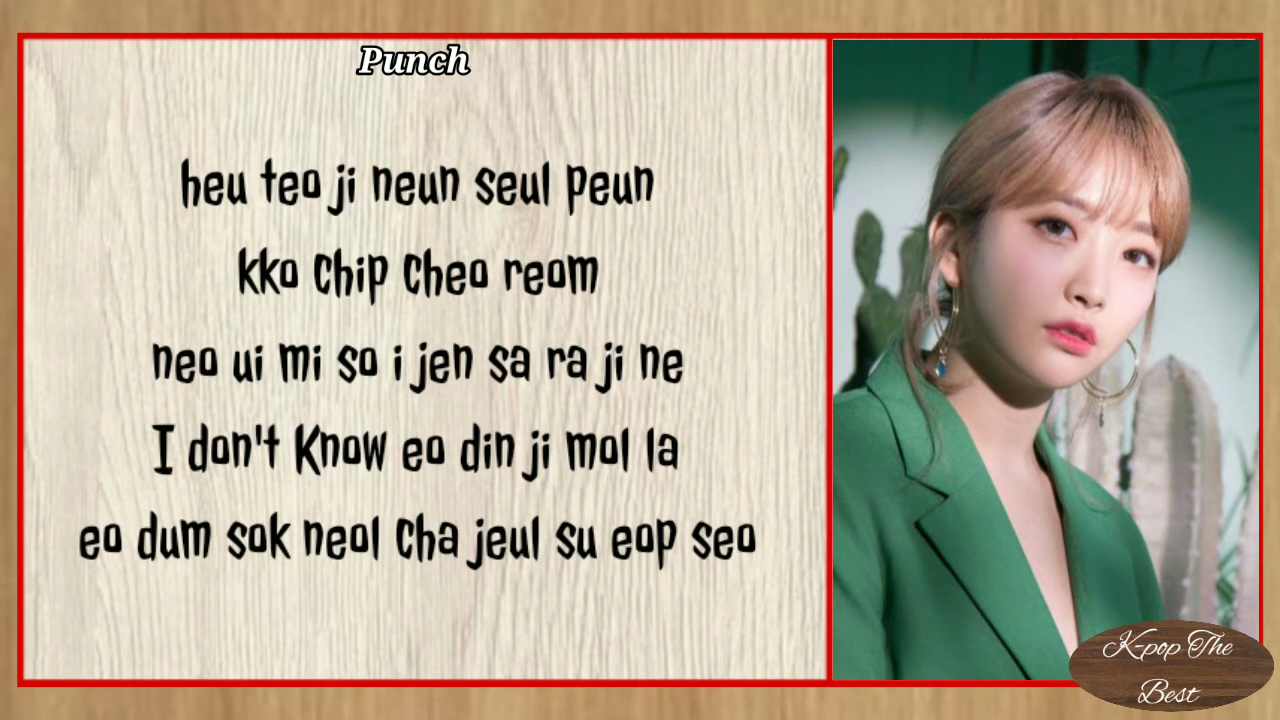 Punch
heu teo ji neun seul peun
kko chip cheo reom
neo ui mi so i jen sa ra ji ne
I don't know eo din ji mol la
eo dum sok neol cha jeul su eop seo
K-pop The
Best